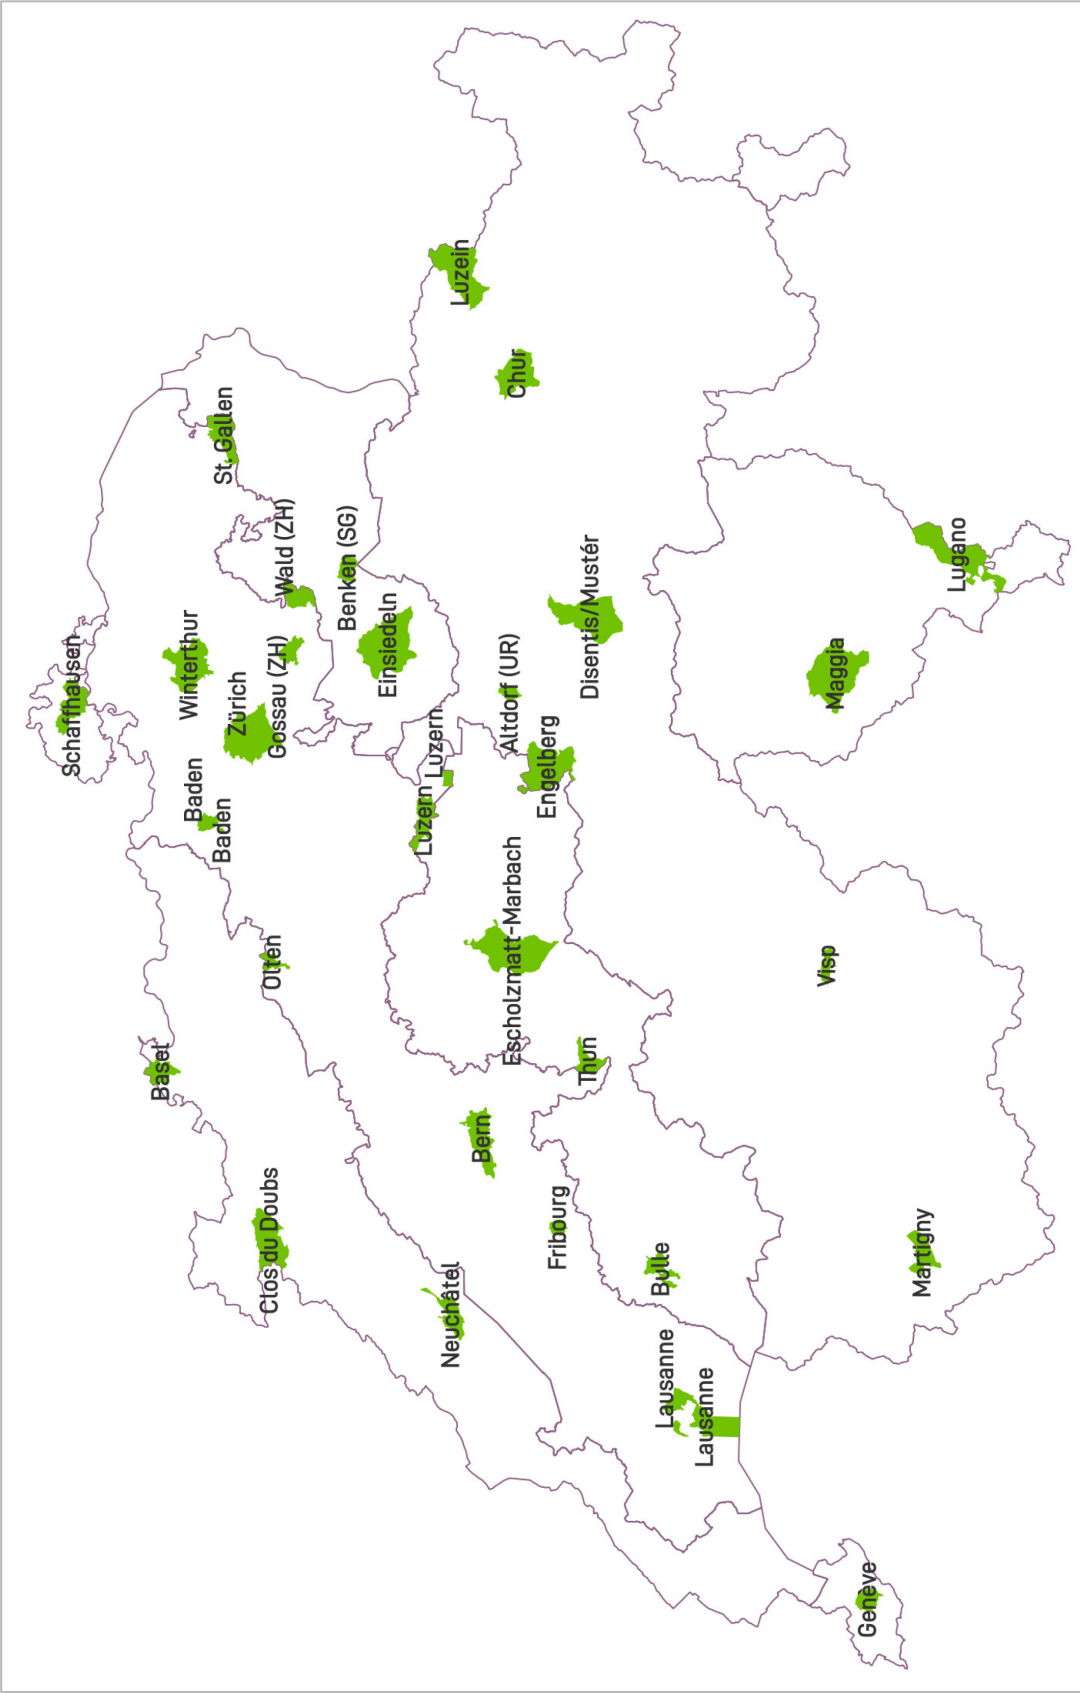 Schaffhausen
Basel
Winterthur
Baden
Baden
St. Gallen
Zürich
Clos du Doubs
Olten
Gossau (ZH)
Wald (ZH)
Benken (SG)
Einsiedeln
Luzern
Luzern
Neuchâtel
Luzein
Bern
Escholzmatt-Marbach
Altdorf (UR)
Chur
Engelberg
Fribourg
Thun
Disentis/Mustér
Bulle
Lausanne
Lausanne
Visp
Maggia
Genève
Martigny
Lugano